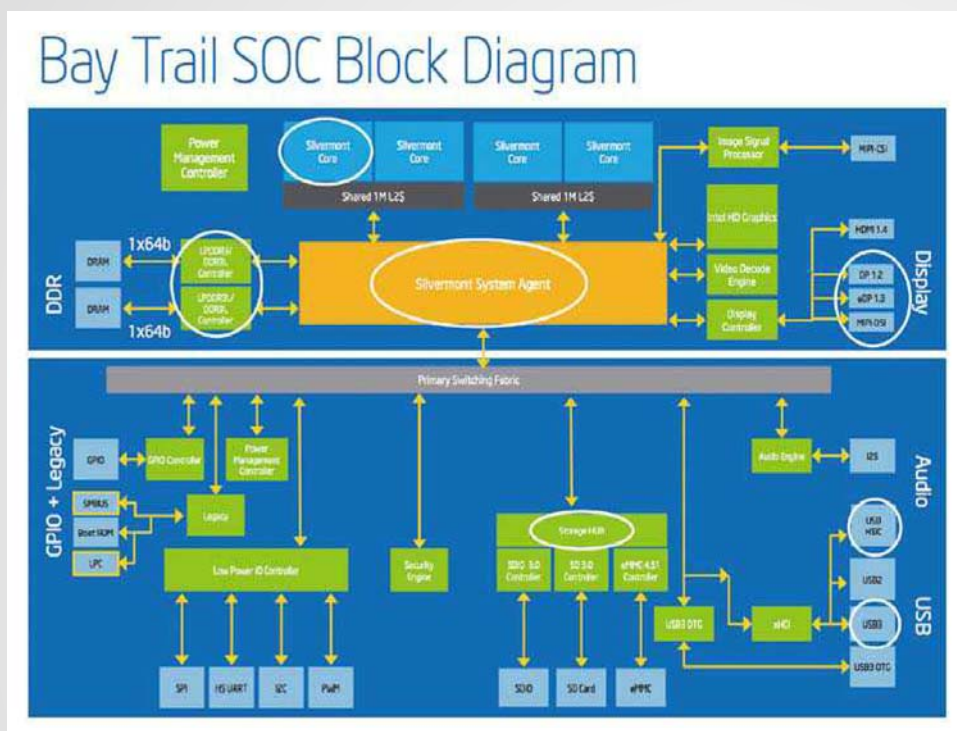 Bay Trail SOC Block Diagram
Power
Management
Controller
Silvermont
Core
Silvermont
Core
Silvermont
Core
Silvermont
Core
Shared 1M L2$
Shared 1M L2$
Image Signal
Processor
MIPI-CSI
DDR
1x64b
DRAM
LPDDR3/
DDR3L
Controller
DRAM
LPDDR3L/
DDR3L
Controller
1x64b
Silvermont System Agent
Intel HD Graphics
Video Decode
Engine
Display
Controller
HDMI 1.4
DP 1.2
eDP 1.3
MIPI-DSI
Display
Primary Switching Fabric
GPIO + Legacy
GPIO
GPIO Controller
Power
Management
Controller
SMBUS
Boot ROM
LPC
Legacy
Low Power IO Controller
SPI
HS UART
I2C
PWM
Security
Engine
Storage HUB
SDIO 3.0
Controller
SD 3.0
Controller
eMMC 4.51
Controller
SDIO
SD Card
eMMC
Audio Engine
I2S
Audio
USB3 OTG
xHCI
USB
HSIC
USB2
USB3
USB3 OTG
USB